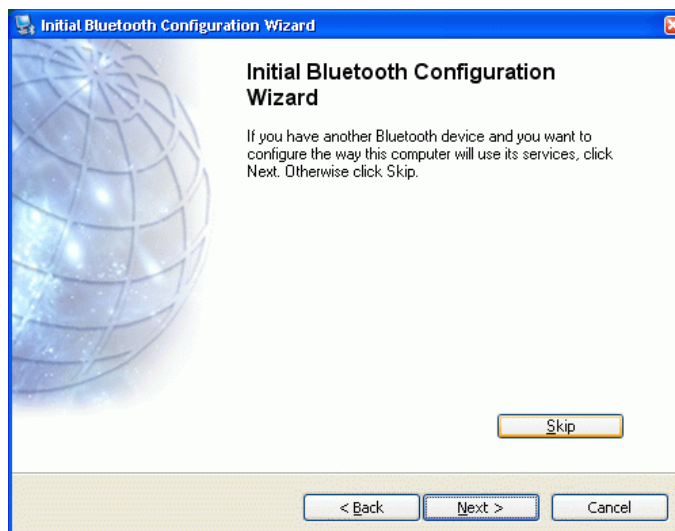 Initial Bluetooth Configuration Wizard
Initial Bluetooth Configuration
Wizard
If you have another Bluetooth device and you want to
configure the way this computer will use its services, click
Next. Otherwise click Skip.
Skip
< Back
Next >
Cancel